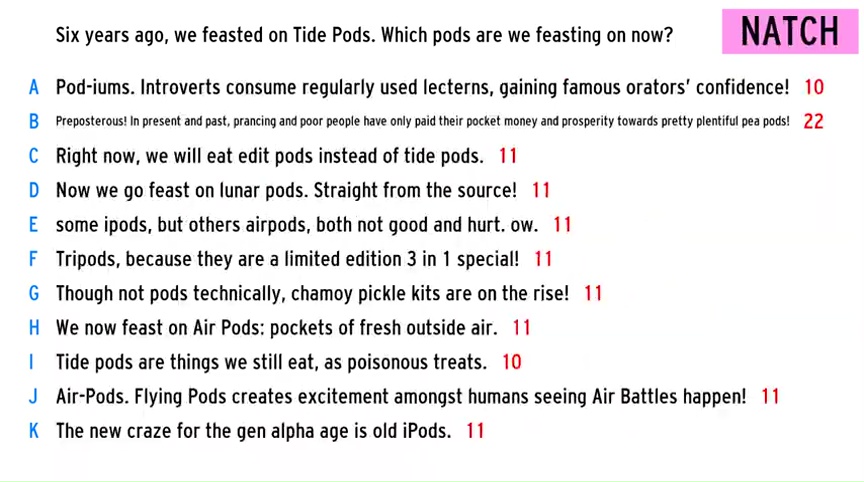 Six years ago, we feasted on Tide Pods. Which pods are we feasting on now?
NATCH
A Pod-iums. Introverts consume regularly used lecterns, gaining famous orators' confidence! 10
B Preposterous! In present and past, prancing and poor people have only paid their pocket money and prosperity towards pretty plentiful pea pods! 22
C Right now, we will eat edit pods instead of tide pods. 11
D Now we go feast on lunar pods. Straight from the source! 11
E some ipods, but others airpods, both not good and hurt. ow. 11
F Tripods, because they are a limited edition 3 in 1 special! 11
G Though not pods technically, chamoy pickle kits are on the rise! 11
H We now feast on Air Pods: pockets of fresh outside air. 11
I Tide pods are things we still eat, as poisonous treats. 10
J Air-Pods. Flying Pods creates excitement amongst humans seeing Air Battles happen! 11
K The new craze for the gen alpha age is old iPods. 11